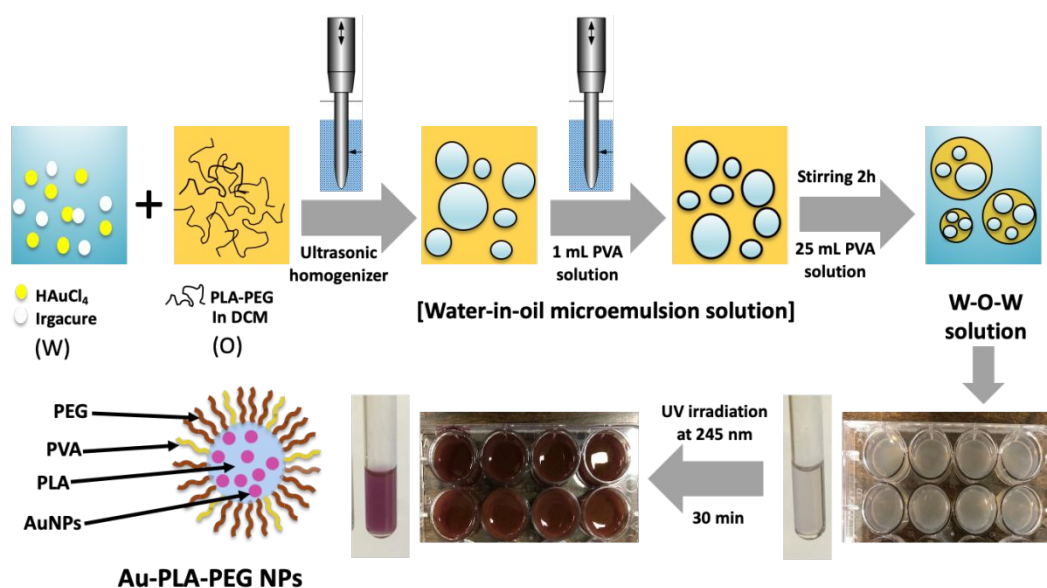 Ultrasonic
homogenizer
1 mL PVA
solution
Stirring 2h
25 mL PVA
solution
HAuCl₄
Irgacure
(W)
PLA-PEG
In DCM
(O)
[Water-in-oil microemulsion solution]
W-O-W
solution
PEG
PVA
PLA
AuNPs
Au-PLA-PEG NPs
UV irradiation
at 245 nm
30 min